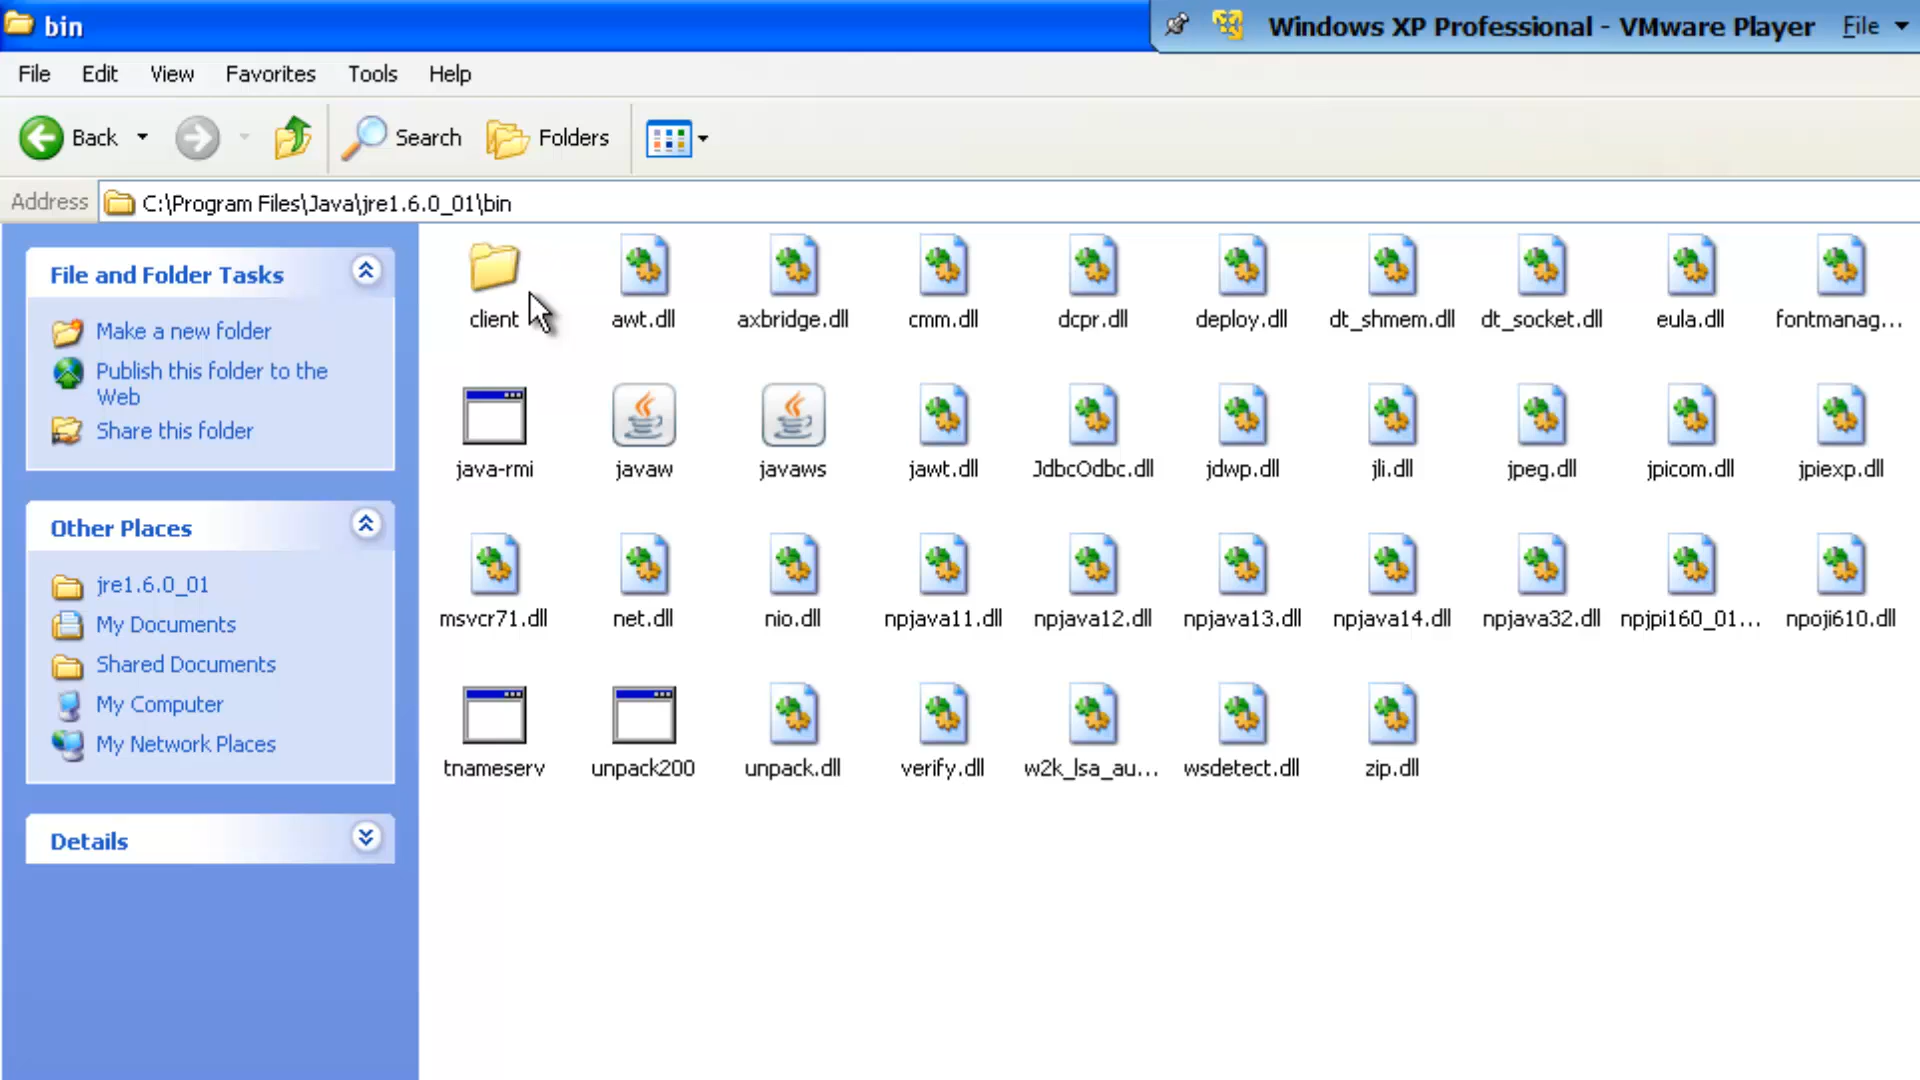 bin
Windows XP Professional - VMware Player File
File Edit View Favorites Tools Help
Back Search Folders
Address C:\Program Files\Java\jre1.6.0_01\bin
File and Folder Tasks
Make a new folder
Publish this folder to the
Web
Share this folder
Other Places
jre1.6.0_01
My Documents
Shared Documents
My Computer
My Network Places
Details
client awt.dll axbridge.dll cmm.dll dcpr.dll deploy.dll dt_shmem.dll dt_socket.dll eula.dll fontmanag...
java-rmi javaw javaws jawt.dll JdbcOdbc.dll jdwp.dll jli.dll jpeg.dll jpicom.dll jpiexp.dll
msvcr71.dll net.dll nio.dll npjava11.dll npjava12.dll npjava13.dll npjava14.dll npjava32.dll npjpi160_01... npoji610.dll
tnameserv unpack200 unpack.dll verify.dll w2k_lsa_au... wsdetect.dll zip.dll